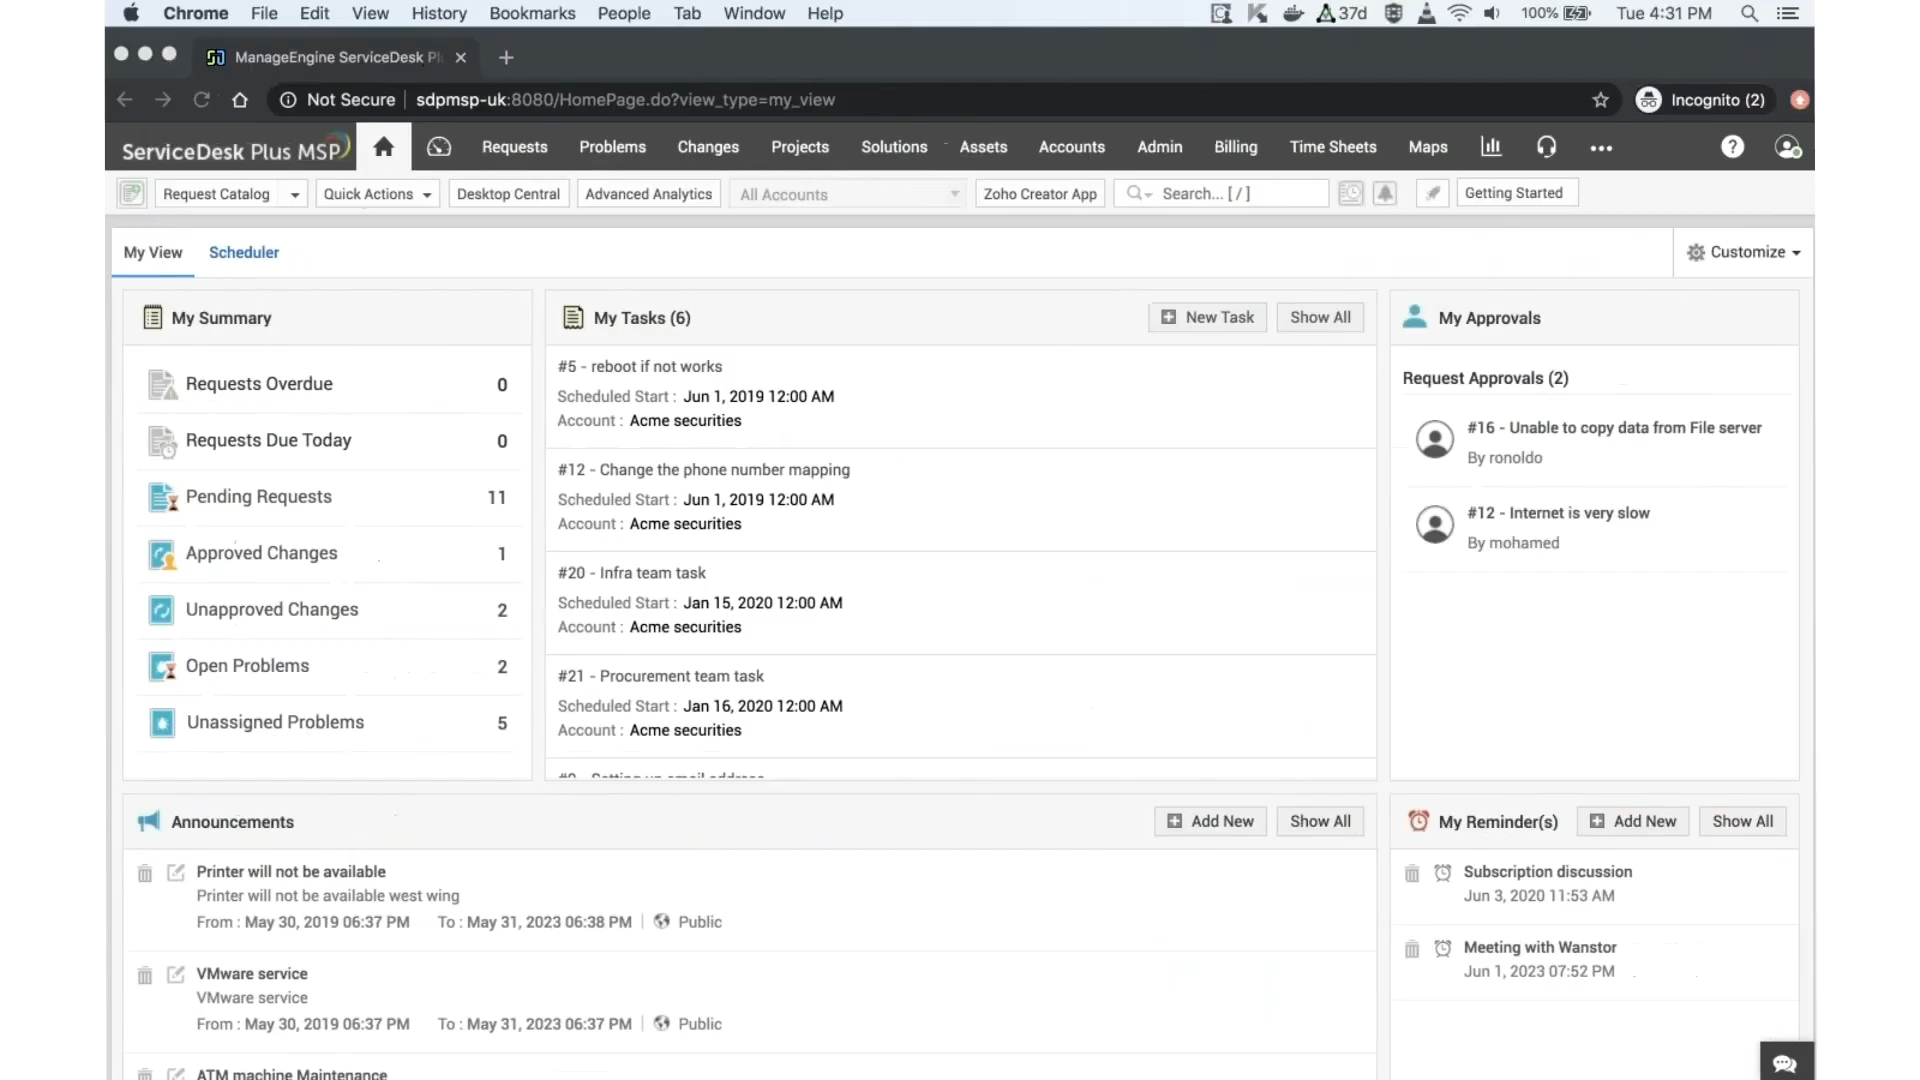 Chrome File Edit View History Bookmarks People Tab Window Help 37d 100% Tue 4:31 PM
ManageEngine ServiceDesk Pl
Not Secure sdpmsp-uk:8080/HomePage.do?view_type=my_view Incognito (2)
ServiceDesk Plus MSP Requests Problems Changes Projects Solutions Assets Accounts Admin Billing Time Sheets Maps
Request Catalog Quick Actions Desktop Central Advanced Analytics All Accounts Zoho Creator App Search... [ / ] Getting Started
My View Scheduler Customize
My Summary
Requests Overdue 0
Requests Due Today 0
Pending Requests 11
Approved Changes 1
Unapproved Changes 2
Open Problems 2
Unassigned Problems 5
My Tasks (6) New Task Show All
#5 - reboot if not works
Scheduled Start : Jun 1, 2019 12:00 AM
Account : Acme securities
#12 - Change the phone number mapping
Scheduled Start : Jun 1, 2019 12:00 AM
Account : Acme securities
#20 - Infra team task
Scheduled Start : Jan 15, 2020 12:00 AM
Account : Acme securities
#21 - Procurement team task
Scheduled Start : Jan 16, 2020 12:00 AM
Account : Acme securities
#9 - Setting up email address
My Approvals
Request Approvals (2)
#16 - Unable to copy data from File server
By ronoldo
#12 - Internet is very slow
By mohamed
Announcements Add New Show All
Printer will not be available
Printer will not be available west wing
From : May 30, 2019 06:37 PM To : May 31, 2023 06:38 PM Public
VMware service
VMware service
From : May 30, 2019 06:37 PM To : May 31, 2023 06:37 PM Public
ATM machine Maintenance
My Reminder(s) Add New Show All
Subscription discussion
Jun 3, 2020 11:53 AM
Meeting with Wanstor
Jun 1, 2023 07:52 PM